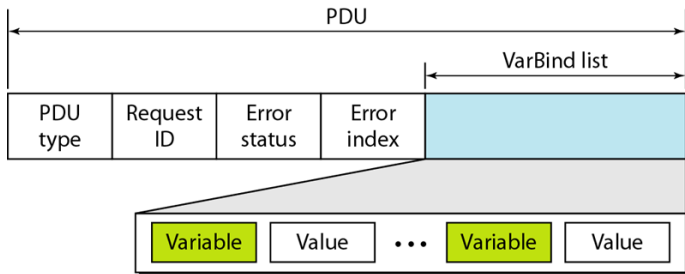 PDU
VarBind list
PDU type
Request ID
Error status
Error index
Variable Value ••• Variable Value